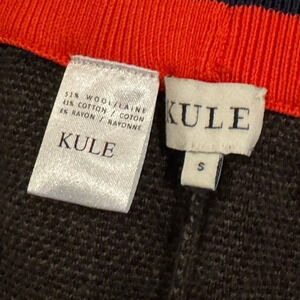 51% WOOL/LAINE
41% COTTON / COTON
8% RAYON / RAYONNE
KULE
KULE
S